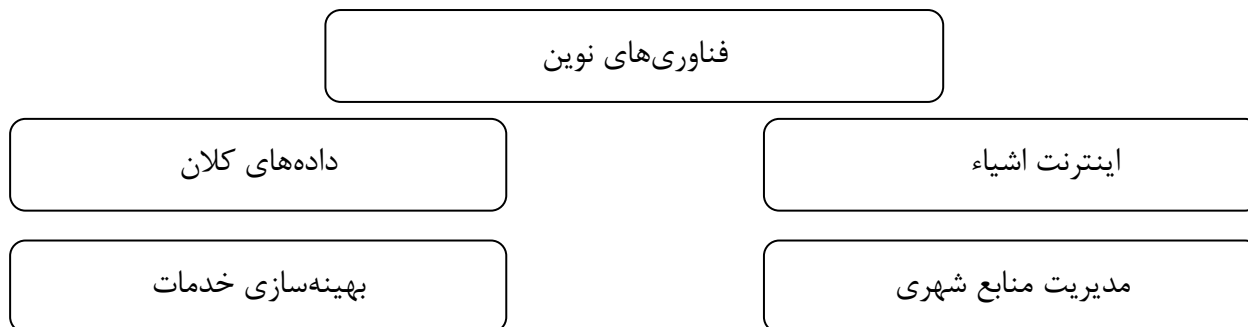 فناوری‌های نوین
اینترنت اشیاء
داده‌های کلان
مدیریت منابع شهری
بهینه‌سازی خدمات